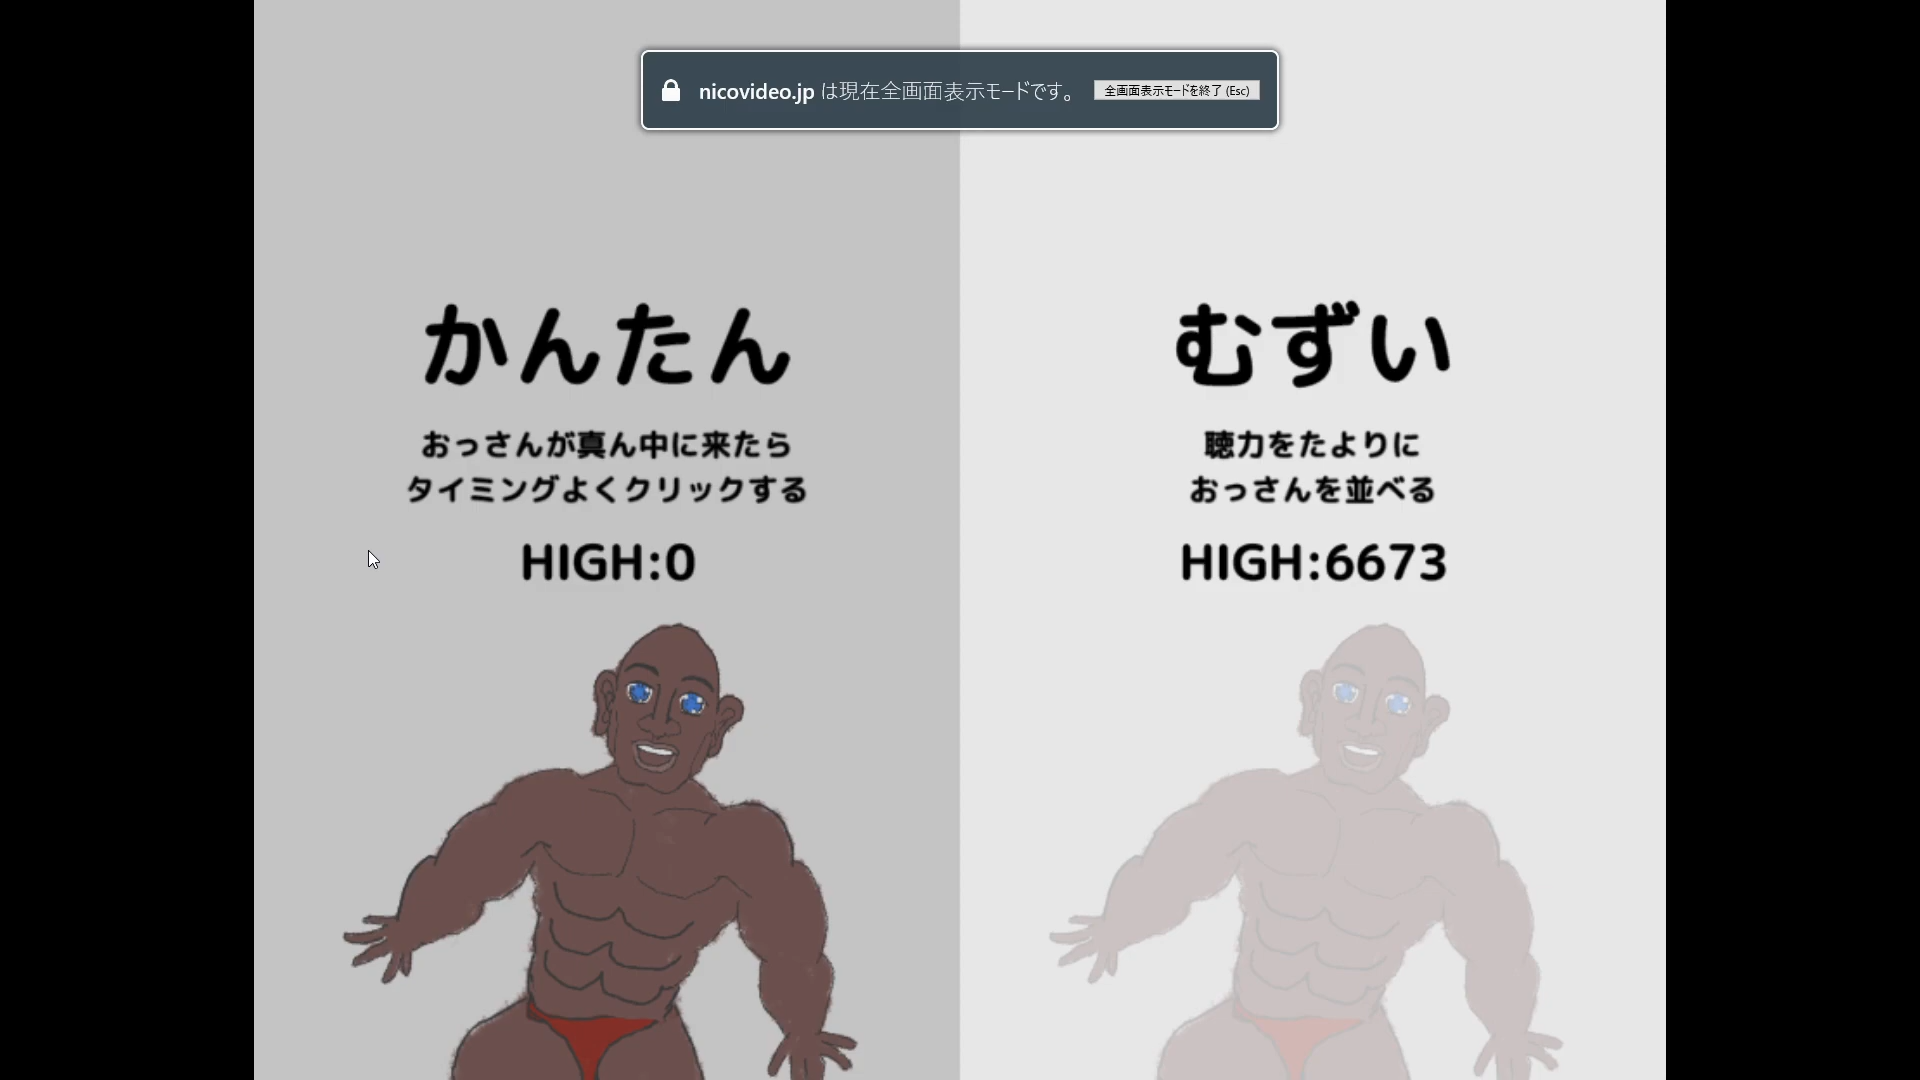 nicovideo.jp は現在全画面表示モードです。
全画面表示モードを終了 (Esc)
かんたん
おっさんが真ん中に来たら
タイミングよくクリックする
HIGH:0
むずい
聴力をたよりに
おっさんを並べる
HIGH:6673